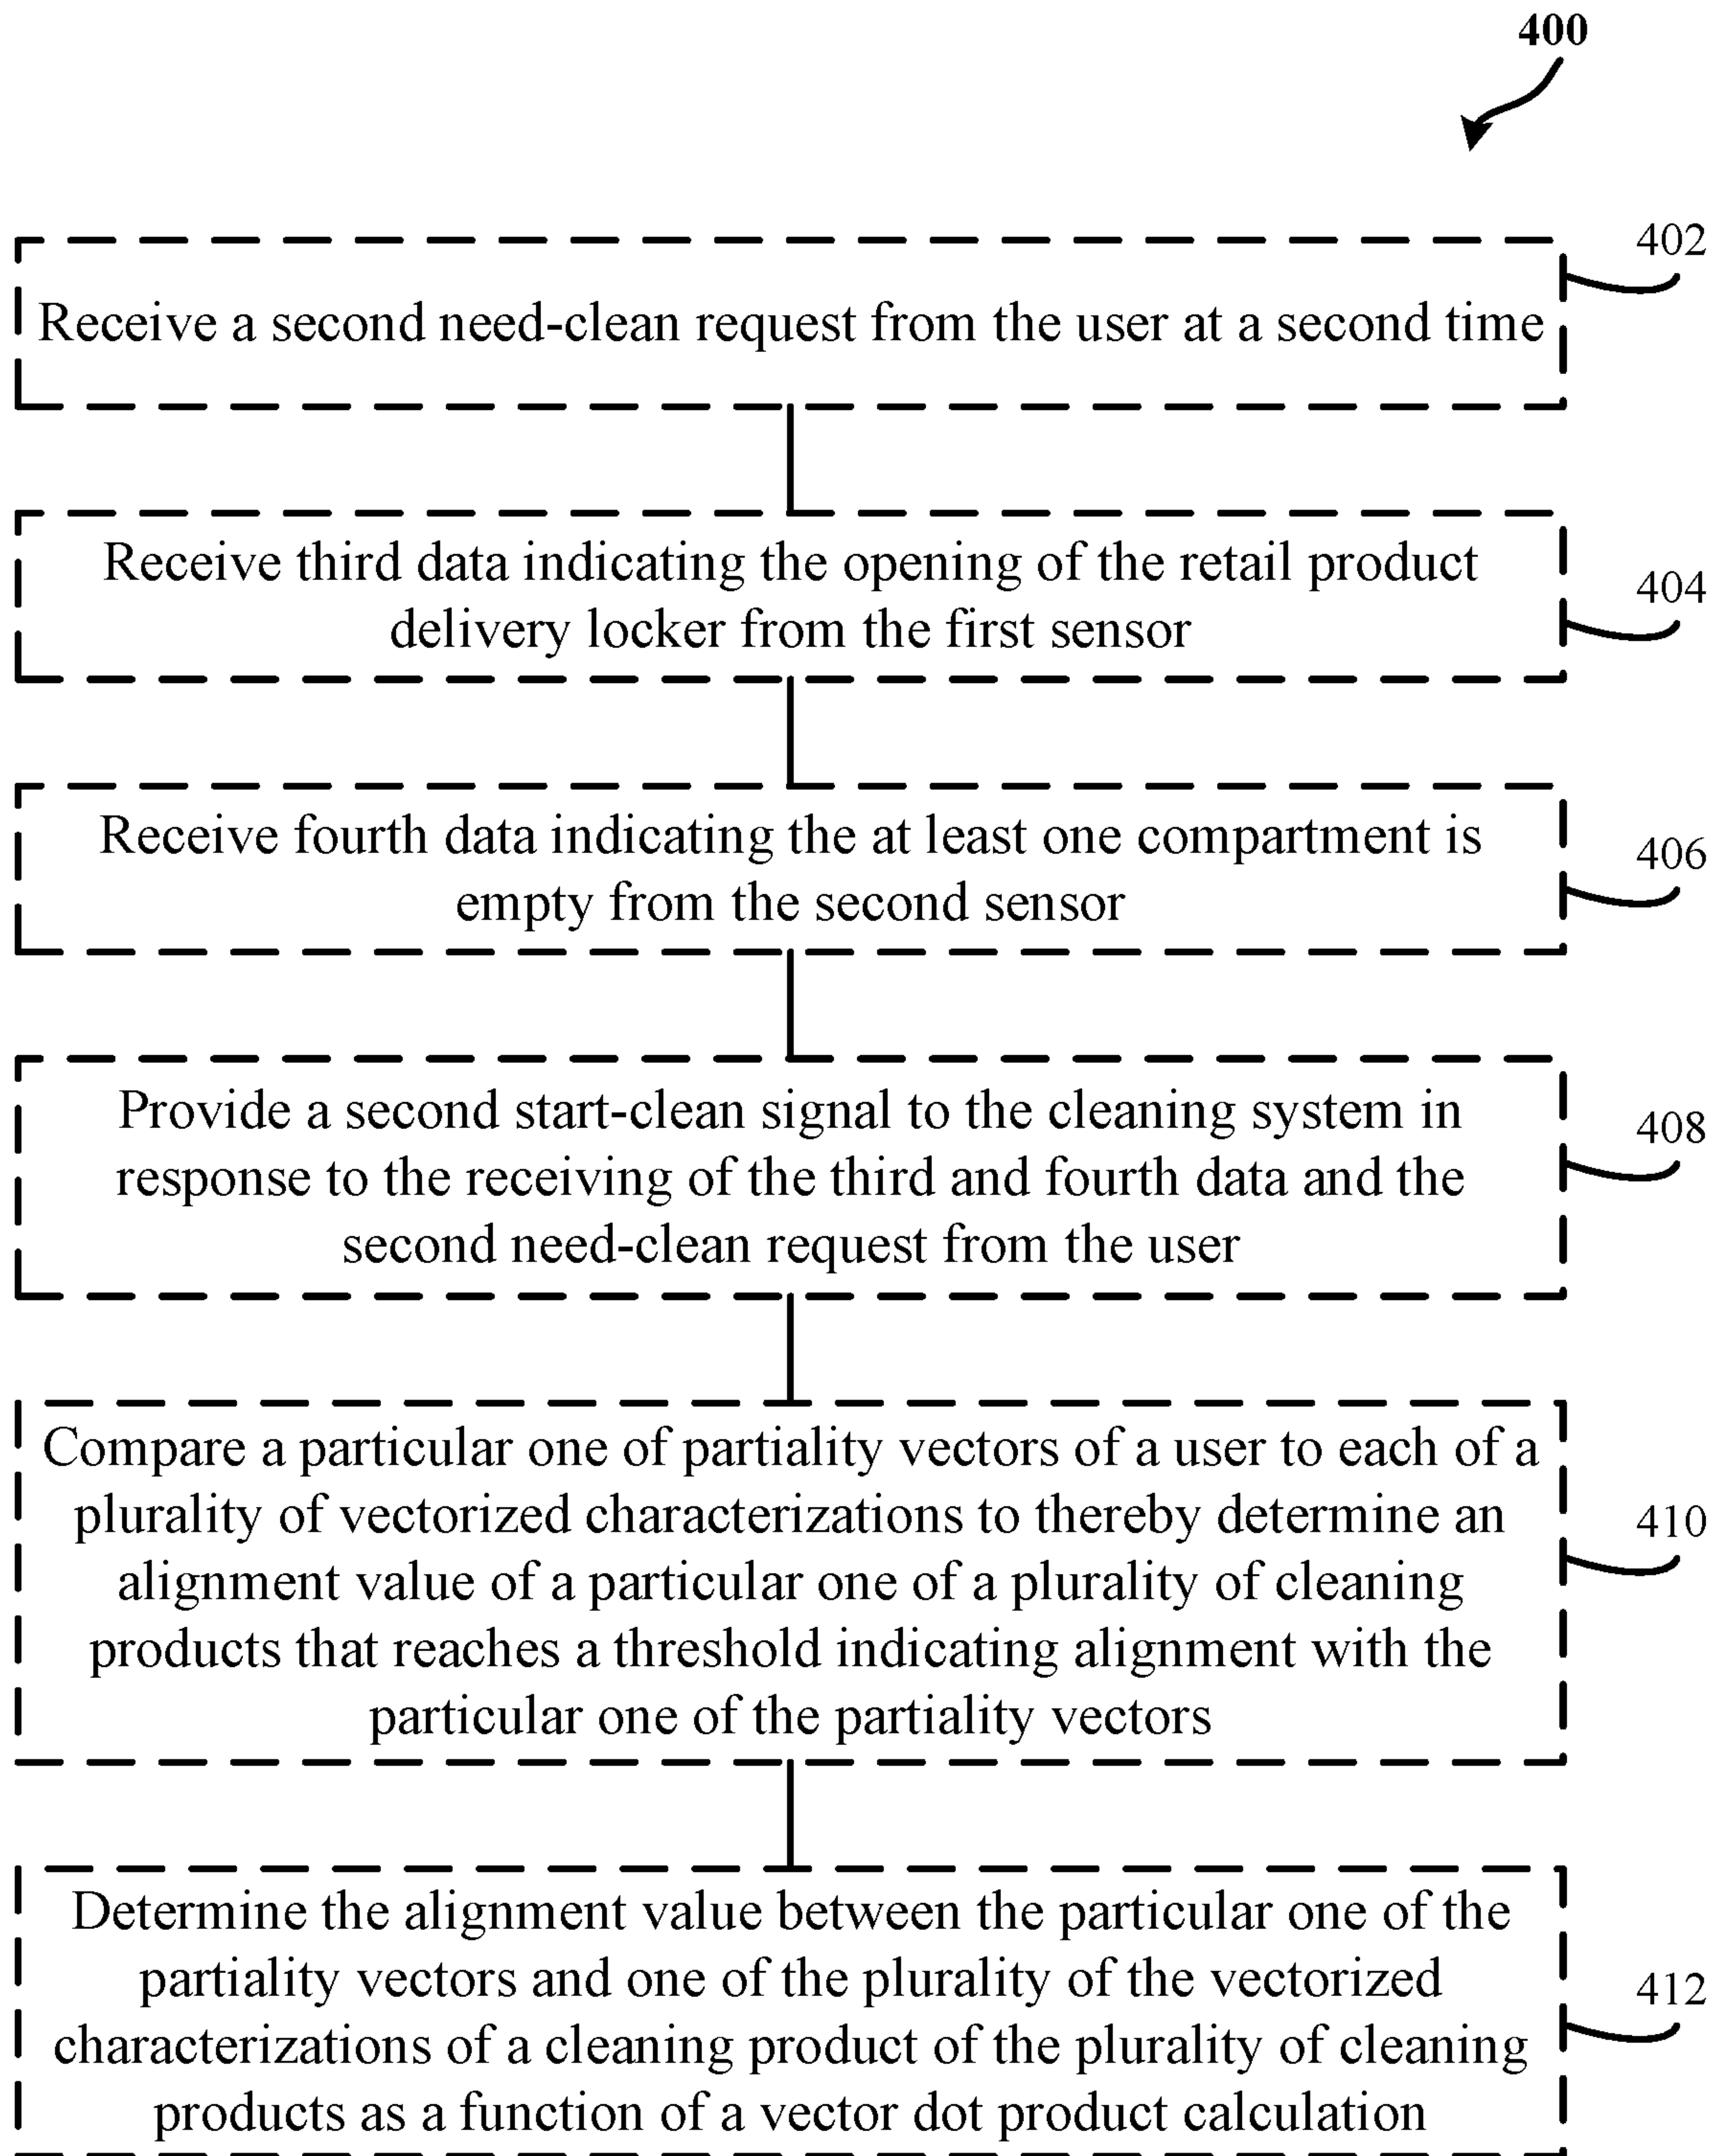 400
402
Receive a second need-clean request from the user at a second time
Receive third data indicating the opening of the retail product
delivery locker from the first sensor
404
Receive fourth data indicating the at least one compartment is
empty from the second sensor
406
Provide a second start-clean signal to the cleaning system in
response to the receiving of the third and fourth data and the
second need-clean request from the user
408
Compare a particular one of partiality vectors of a user to each of a
plurality of vectorized characterizations to thereby determine an
alignment value of a particular one of a plurality of cleaning
products that reaches a threshold indicating alignment with the
particular one of the partiality vectors
410
Determine the alignment value between the particular one of the
partiality vectors and one of the plurality of the vectorized
characterizations of a cleaning product of the plurality of cleaning
products as a function of a vector dot product calculation
412